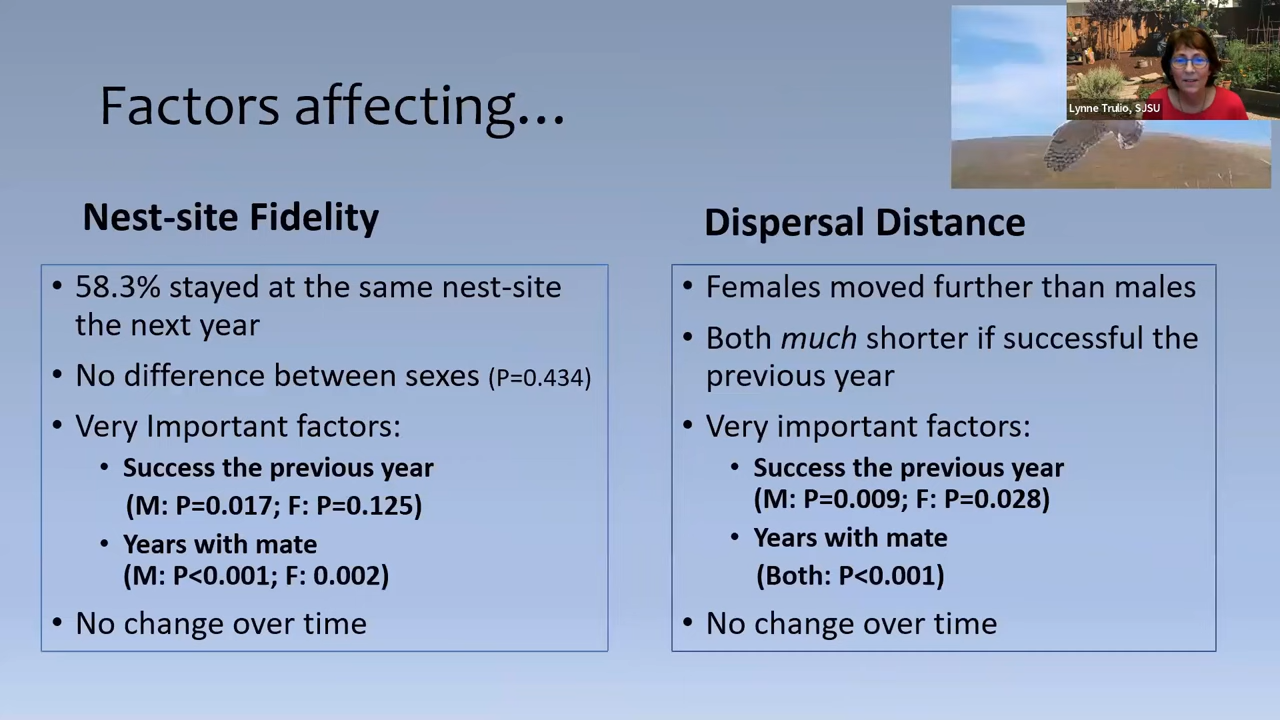 Factors affecting...
Lynne Trulio, SJSU
Nest-site Fidelity
• 58.3% stayed at the same nest-site
the next year
• No difference between sexes (P=0.434)
• Very Important factors:
• Success the previous year
(M: P=0.017; F: P=0.125)
• Years with mate
(M: P<0.001; F: 0.002)
• No change over time
Dispersal Distance
• Females moved further than males
• Both much shorter if successful the
previous year
• Very important factors:
• Success the previous year
(M: P=0.009; F: P=0.028)
• Years with mate
(Both: P<0.001)
• No change over time